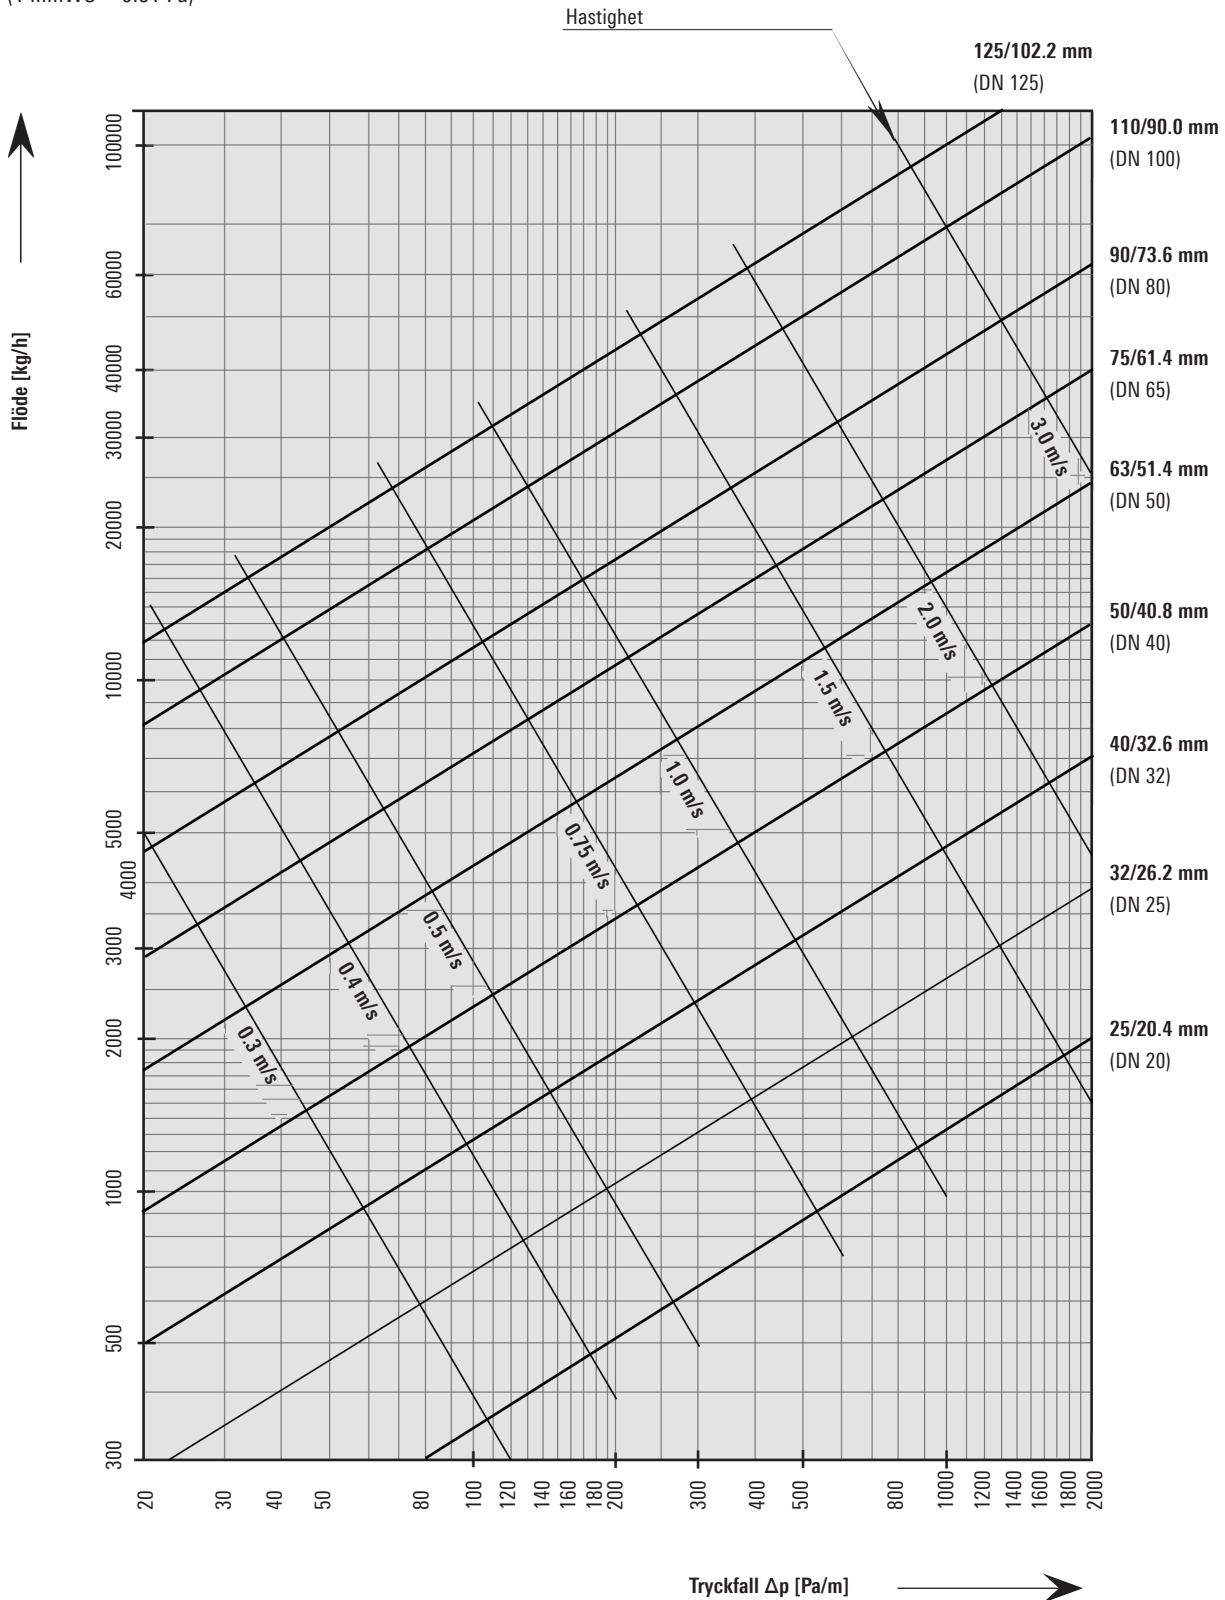 Hastighet
125/102.2 mm
(DN 125)
110/90.0 mm
(DN 100)
90/73.6 mm
(DN 80)
75/61.4 mm
(DN 65)
63/51.4 mm
(DN 50)
50/40.8 mm
(DN 40)
40/32.6 mm
(DN 32)
32/26.2 mm
(DN 25)
25/20.4 mm
(DN 20)
Flöde [kg/h]
100000
60000
40000
30000
20000
10000
5000
4000
3000
2000
1000
500
300
3.0 m/s
2.0 m/s
1.5 m/s
1.0 m/s
0.75 m/s
0.5 m/s
0.4 m/s
0.3 m/s
20 30 40 50 80 100 120 140 160 180 200 300 500 800 1000 1200 1400 1600 1800 2000
Tryckfall Δp [Pa/m]